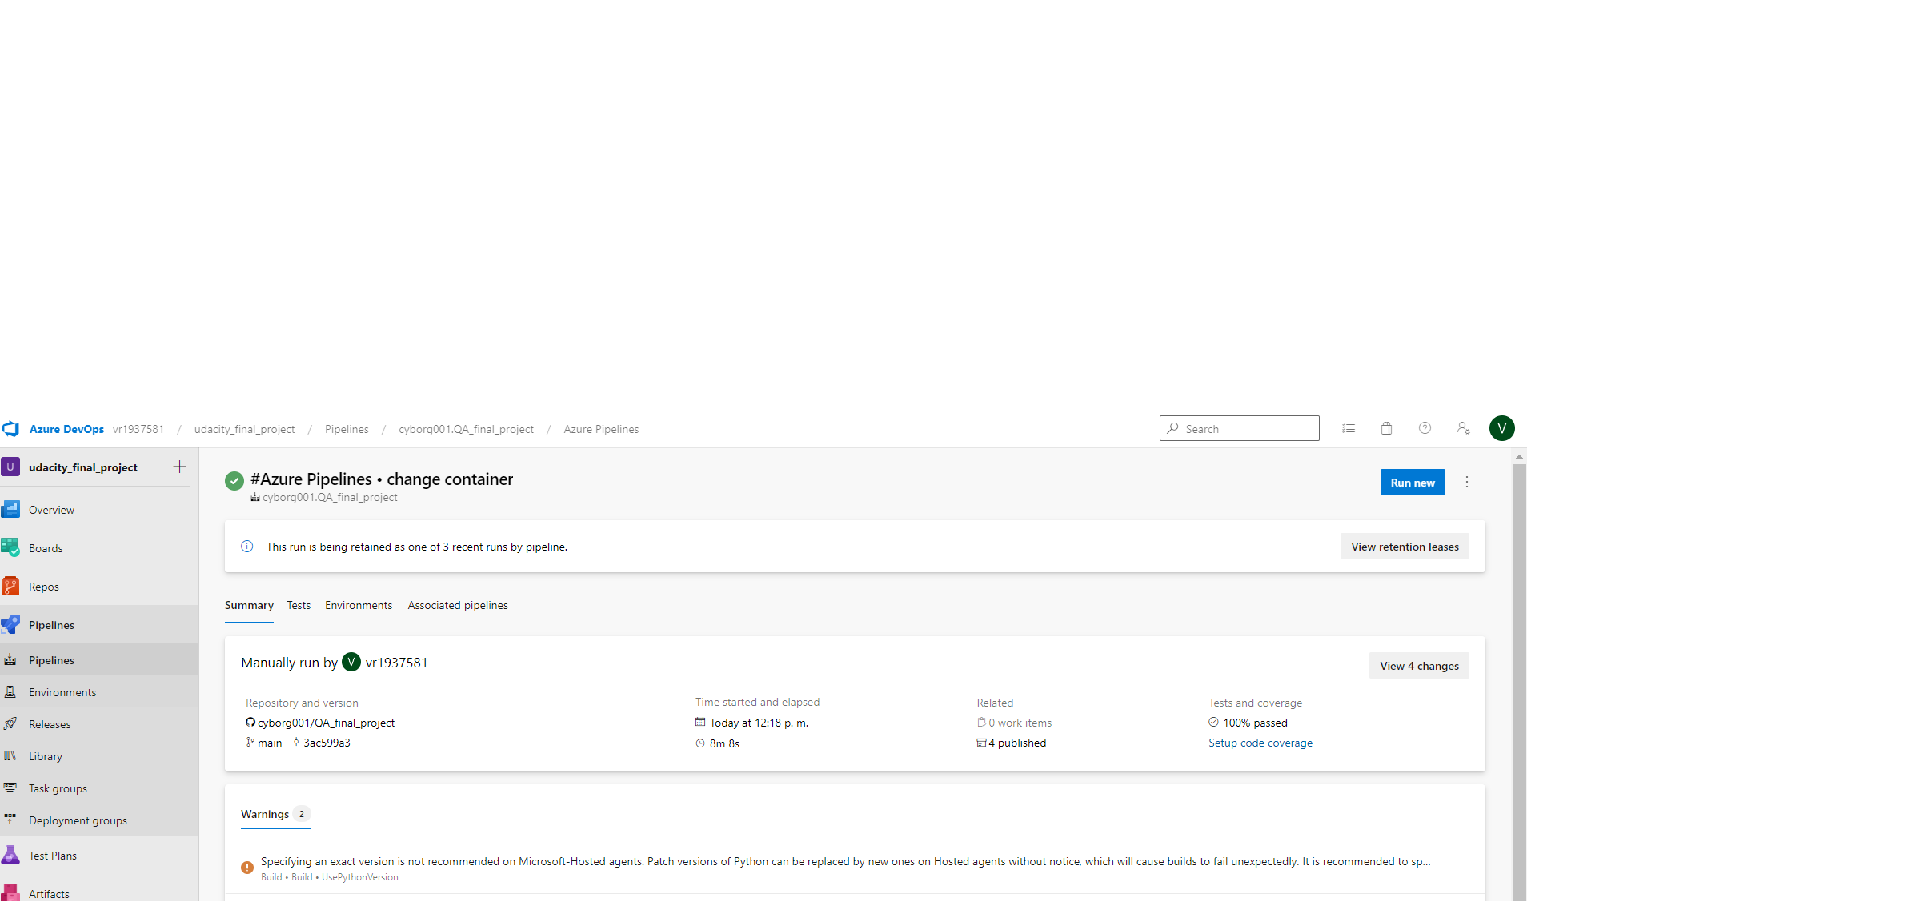 Azure DevOps vr1937581 / udacity_final_project / Pipelines / cyborg001.QA_final_project / Azure Pipelines
Search
V
U udacity_final_project
Overview
Boards
Repos
Pipelines
Pipelines
Environments
Releases
Library
Task groups
Deployment groups
Test Plans
Artifacts
#Azure Pipelines • change container
cyborg001.QA_final_project
Run new
This run is being retained as one of 3 recent runs by pipeline.
View retention leases
Summary Tests Environments Associated pipelines
Manually run by V vr1937581
View 4 changes
Repository and version
cyborg001/QA_final_project
main 3ac599a3
Time started and elapsed
Today at 12:18 p. m.
8m 8s
Related
0 work items
4 published
Tests and coverage
100% passed
Setup code coverage
Warnings 2
Specifying an exact version is not recommended on Microsoft-Hosted agents. Patch versions of Python can be replaced by new ones on Hosted agents without notice, which will cause builds to fail unexpectedly. It is recommended to sp...
Build • Build • UsePythonVersion